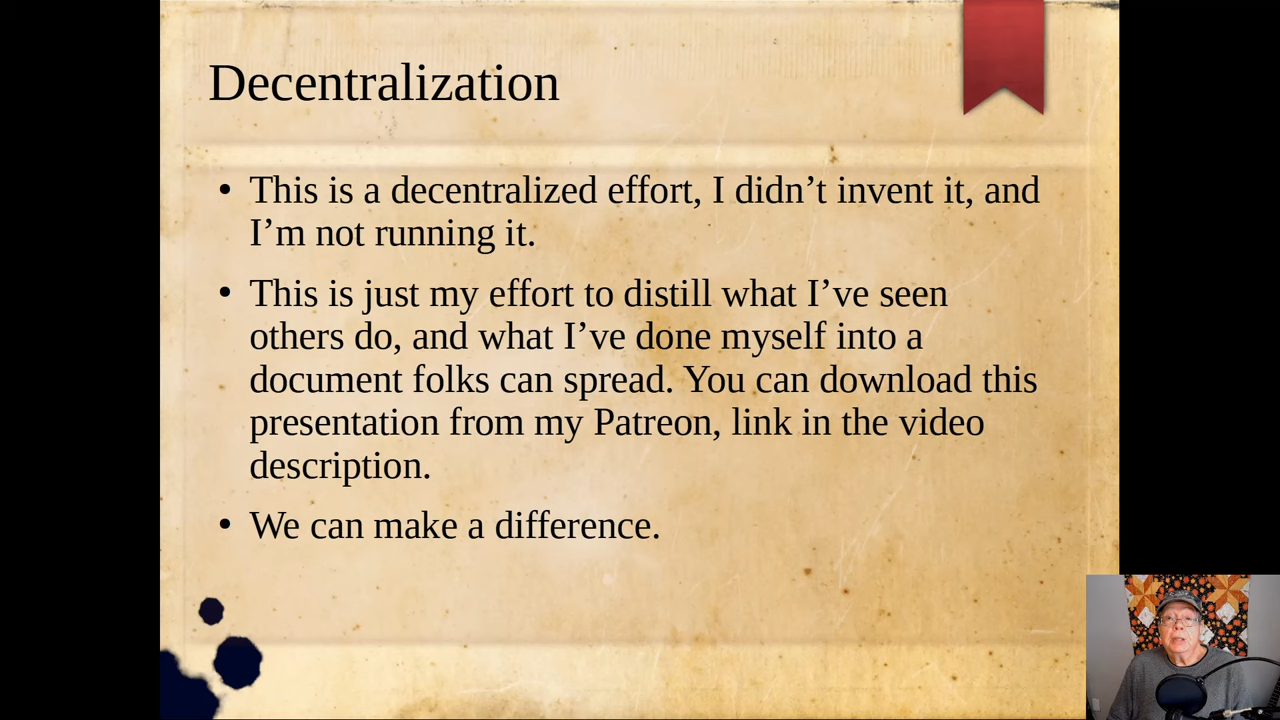 Decentralization
• This is a decentralized effort, I didn’t invent it, and
I’m not running it.
• This is just my effort to distill what I’ve seen
others do, and what I’ve done myself into a
document folks can spread. You can download this
presentation from my Patreon, link in the video
description.
• We can make a difference.